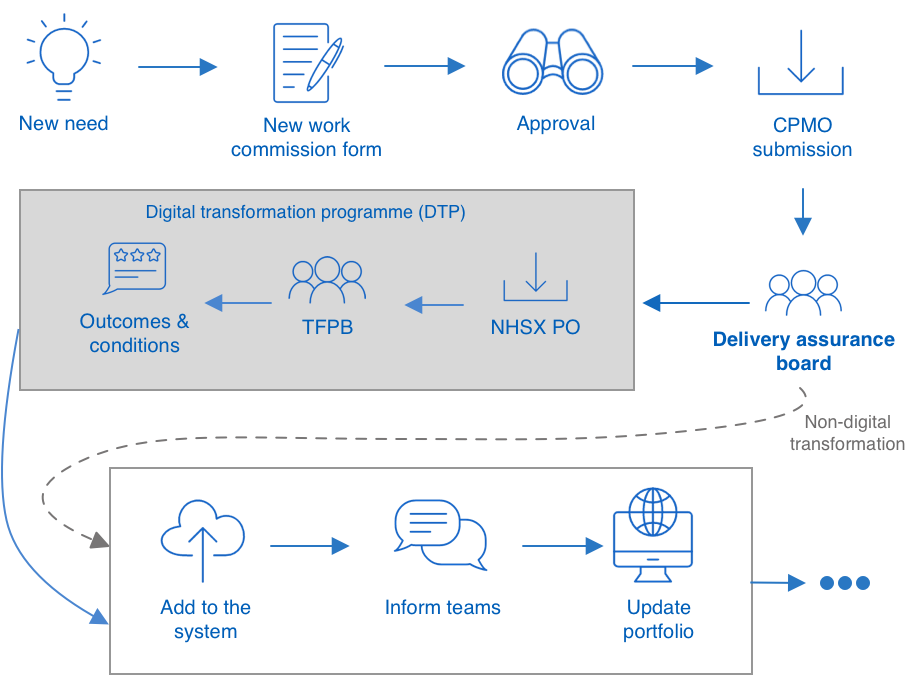 New need
New work
commission form
Approval
CPMO
submission
Digital transformation programme (DTP)
Outcomes &
conditions
TFPB
NHSX PO
Delivery assurance
board
Non-digital
transformation
Add to the
system
Inform teams
Update
portfolio